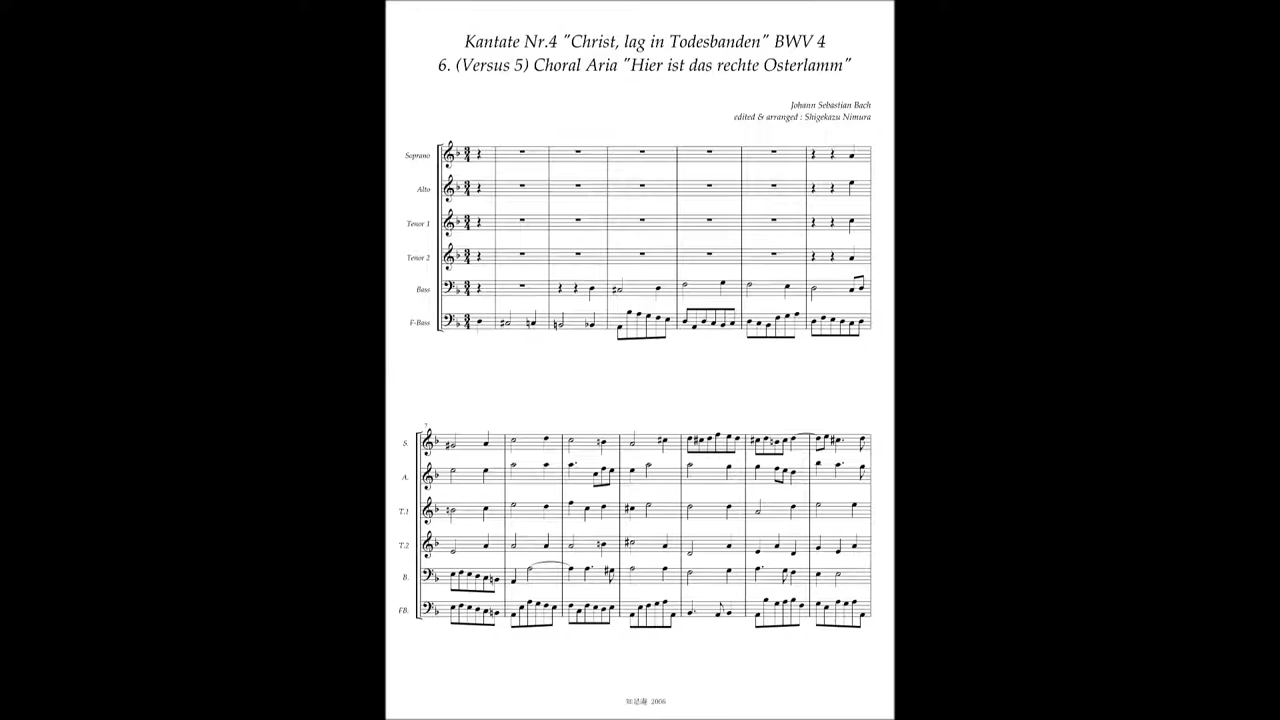 Kantate Nr.4 "Christ, lag in Todesbanden" BWV 4
6. (Versus 5) Choral Aria "Hier ist das rechte Osterlamm"
Johann Sebastian Bach
edited & arranged : Shigekazu Nimura
Soprano
Alto
Tenor 1
Tenor 2
Bass
F-Bass
7
S.
A.
T.1
T.2
B.
FB.
2006